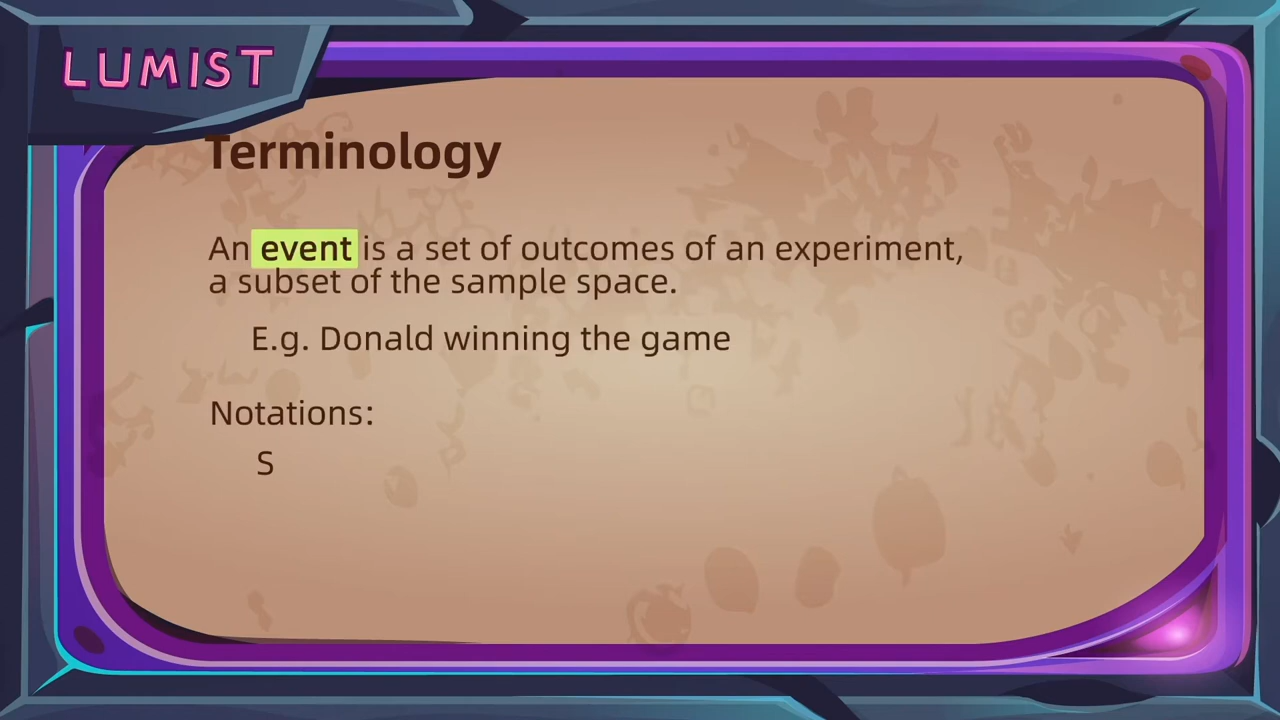 LUMIST
Terminology
An event is a set of outcomes of an experiment,
a subset of the sample space.
E.g. Donald winning the game
Notations:
S